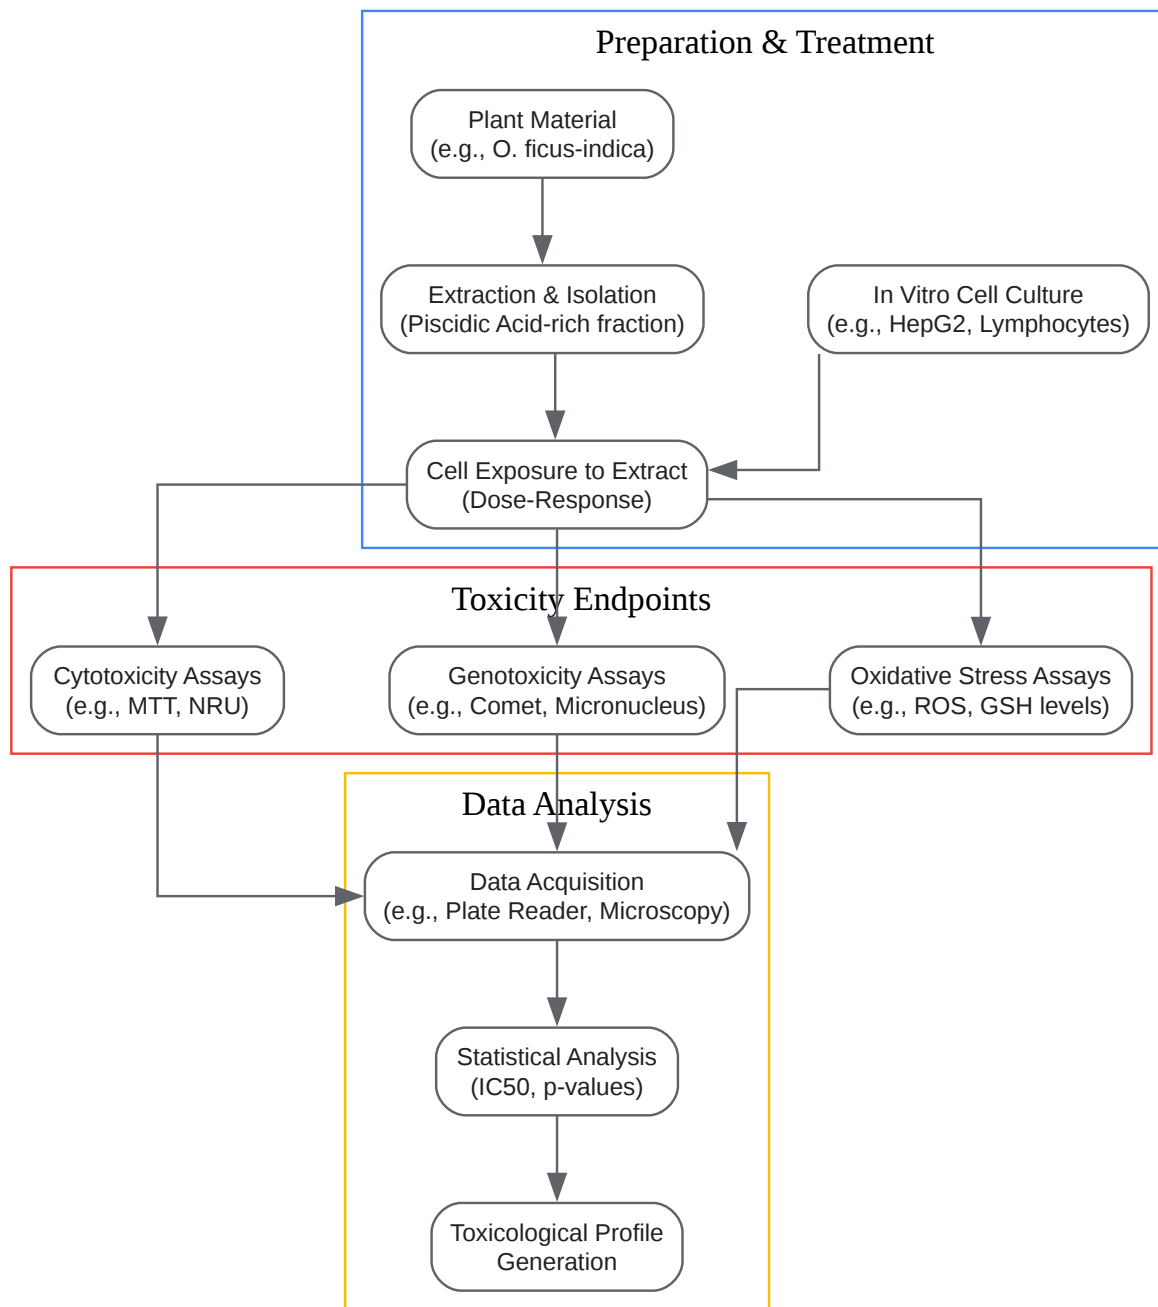 Preparation & Treatment
Plant Material
(e.g., O. ficus-indica)
Extraction & Isolation
(Piscidic Acid-rich fraction)
In Vitro Cell Culture
(e.g., HepG2, Lymphocytes)
Cell Exposure to Extract
(Dose-Response)
Toxicity Endpoints
Cytotoxicity Assays
(e.g., MTT, NRU)
Genotoxicity Assays
(e.g., Comet, Micronucleus)
Oxidative Stress Assays
(e.g., ROS, GSH levels)
Data Analysis
Data Acquisition
(e.g., Plate Reader, Microscopy)
Statistical Analysis
(IC50, p-values)
Toxicological Profile
Generation